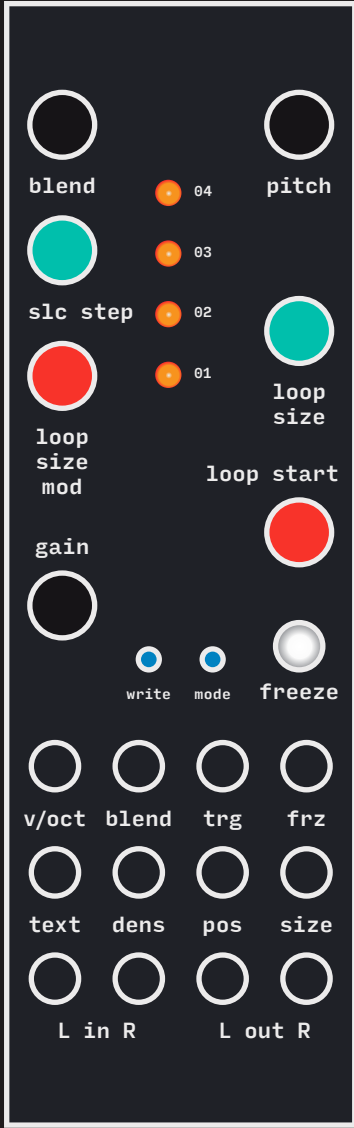 blend
pitch
04
03
slc step
02
01
loop
size
loop
size
mod
loop start
gain
write
mode
freeze
v/oct blend trg frz
text dens pos size
L in R
L out R